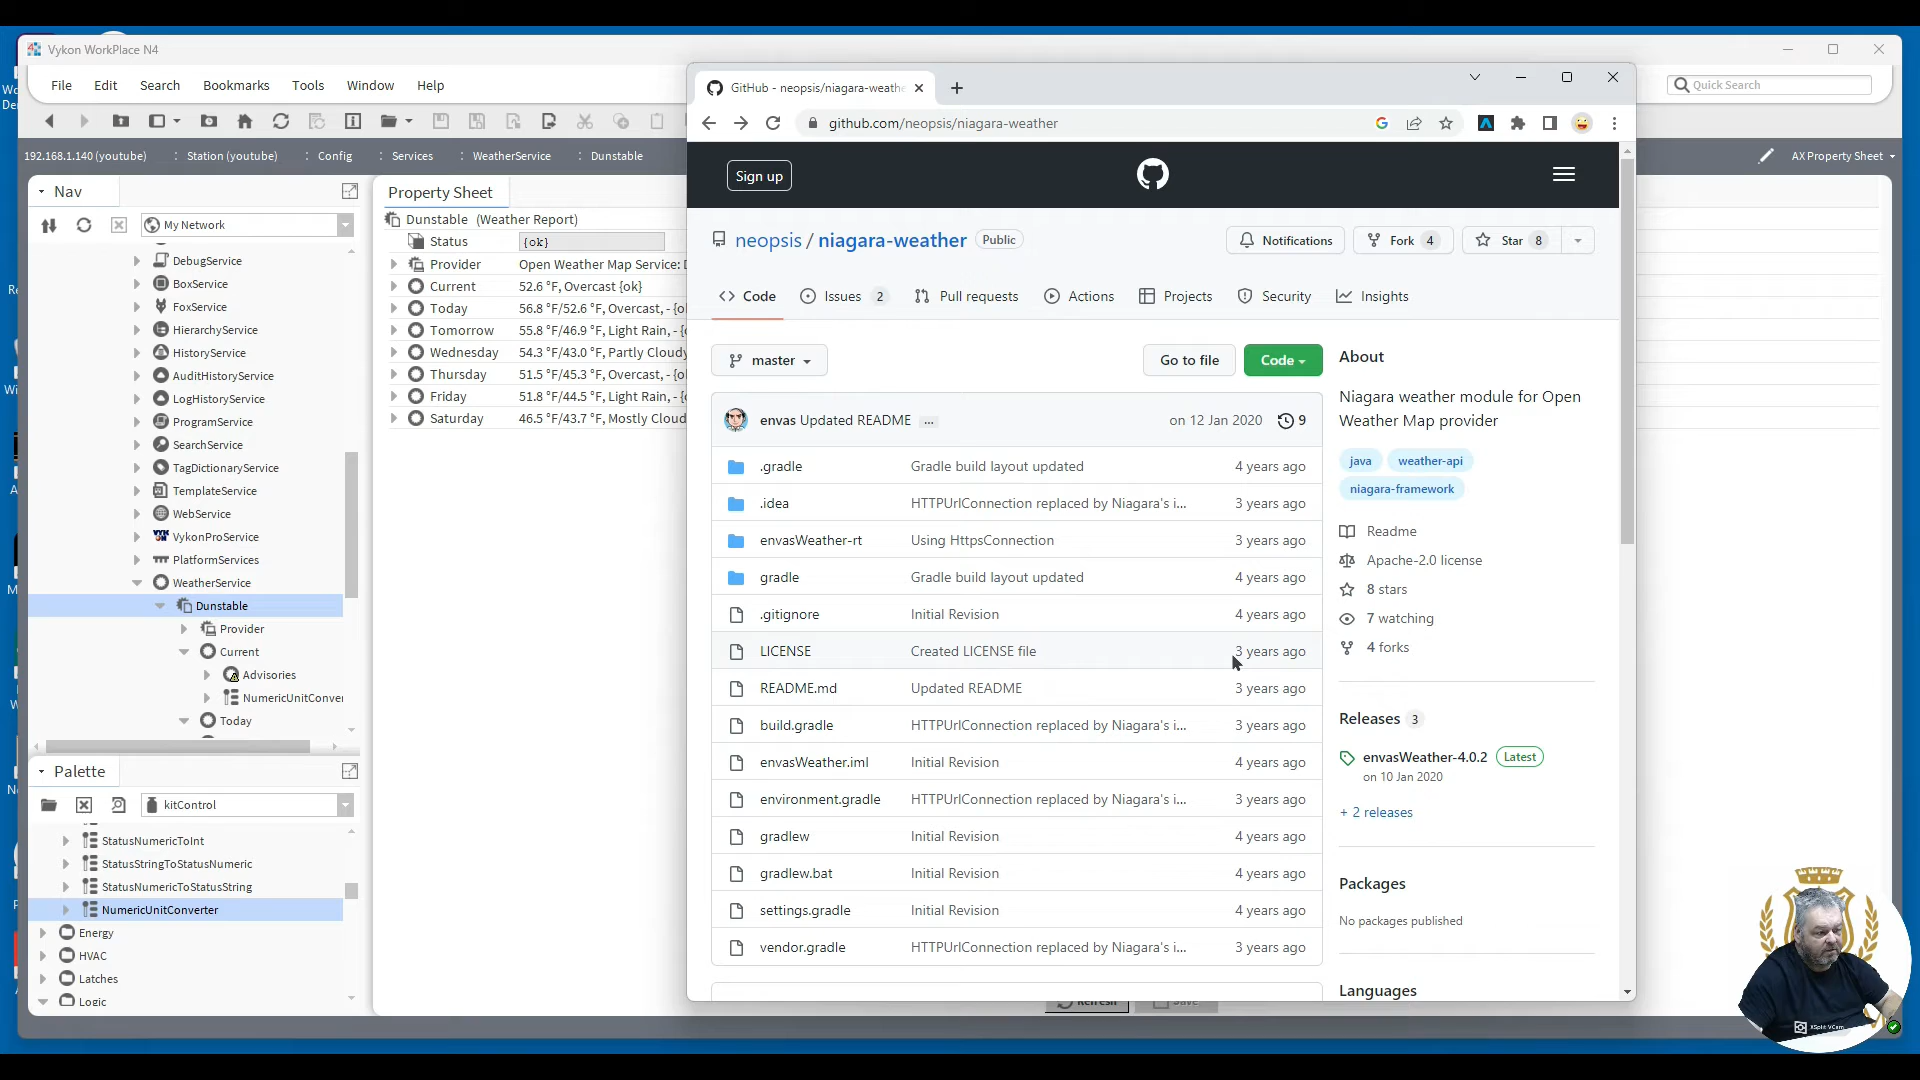 Vykon WorkPlace N4
File Edit Search Bookmarks Tools Window Help
Quick Search
192.168.1.140 (youtube) : Station (youtube) : Config : Services : WeatherService : Dunstable
AX Property Sheet
Nav
My Network
DebugService
BoxService
FoxService
HierarchyService
HistoryService
AuditHistoryService
LogHistoryService
ProgramService
SearchService
TagDictionaryService
TemplateService
WebService
VykonProService
PlatformServices
WeatherService
Dunstable
Provider
Current
Advisories
NumericUnitConver
Today
Palette
kitControl
StatusNumericToInt
StatusStringToStatusNumeric
StatusNumericToStatusString
NumericUnitConverter
Energy
HVAC
Latches
Logic
Property Sheet
Dunstable (Weather Report)
Status {ok}
Provider Open Weather Map Service: D
Current 52.6 °F, Overcast {ok}
Today 56.8 °F/52.6 °F, Overcast, - {o
Tomorrow 55.8 °F/46.9 °F, Light Rain, - {
Wednesday 54.3 °F/43.0 °F, Partly Cloudy
Thursday 51.5 °F/45.3 °F, Overcast, - {o
Friday 51.8 °F/44.5 °F, Light Rain, - {
Saturday 46.5 °F/43.7 °F, Mostly Cloud
Refresh Save
GitHub - neopsis/niagara-weathe
github.com/neopsis/niagara-weather
Sign up
neopsis / niagara-weather Public
Notifications Fork 4 Star 8
Code Issues 2 Pull requests Actions Projects Security Insights
master Go to file Code
envas Updated README ... on 12 Jan 2020 9
.gradle Gradle build layout updated 4 years ago
.idea HTTPUrlConnection replaced by Niagara's i... 3 years ago
envasWeather-rt Using HttpsConnection 3 years ago
gradle Gradle build layout updated 4 years ago
.gitignore Initial Revision 4 years ago
LICENSE Created LICENSE file 3 years ago
README.md Updated README 3 years ago
build.gradle HTTPUrlConnection replaced by Niagara's i... 3 years ago
envasWeather.iml Initial Revision 4 years ago
environment.gradle HTTPUrlConnection replaced by Niagara's i... 3 years ago
gradlew Initial Revision 4 years ago
gradlew.bat Initial Revision 4 years ago
settings.gradle Initial Revision 4 years ago
vendor.gradle HTTPUrlConnection replaced by Niagara's i... 3 years ago
About
Niagara weather module for Open
Weather Map provider
java weather-api
niagara-framework
Readme
Apache-2.0 license
8 stars
7 watching
4 forks
Releases 3
envasWeather-4.0.2 Latest
on 10 Jan 2020
+ 2 releases
Packages
No packages published
Languages
XSplit VCam